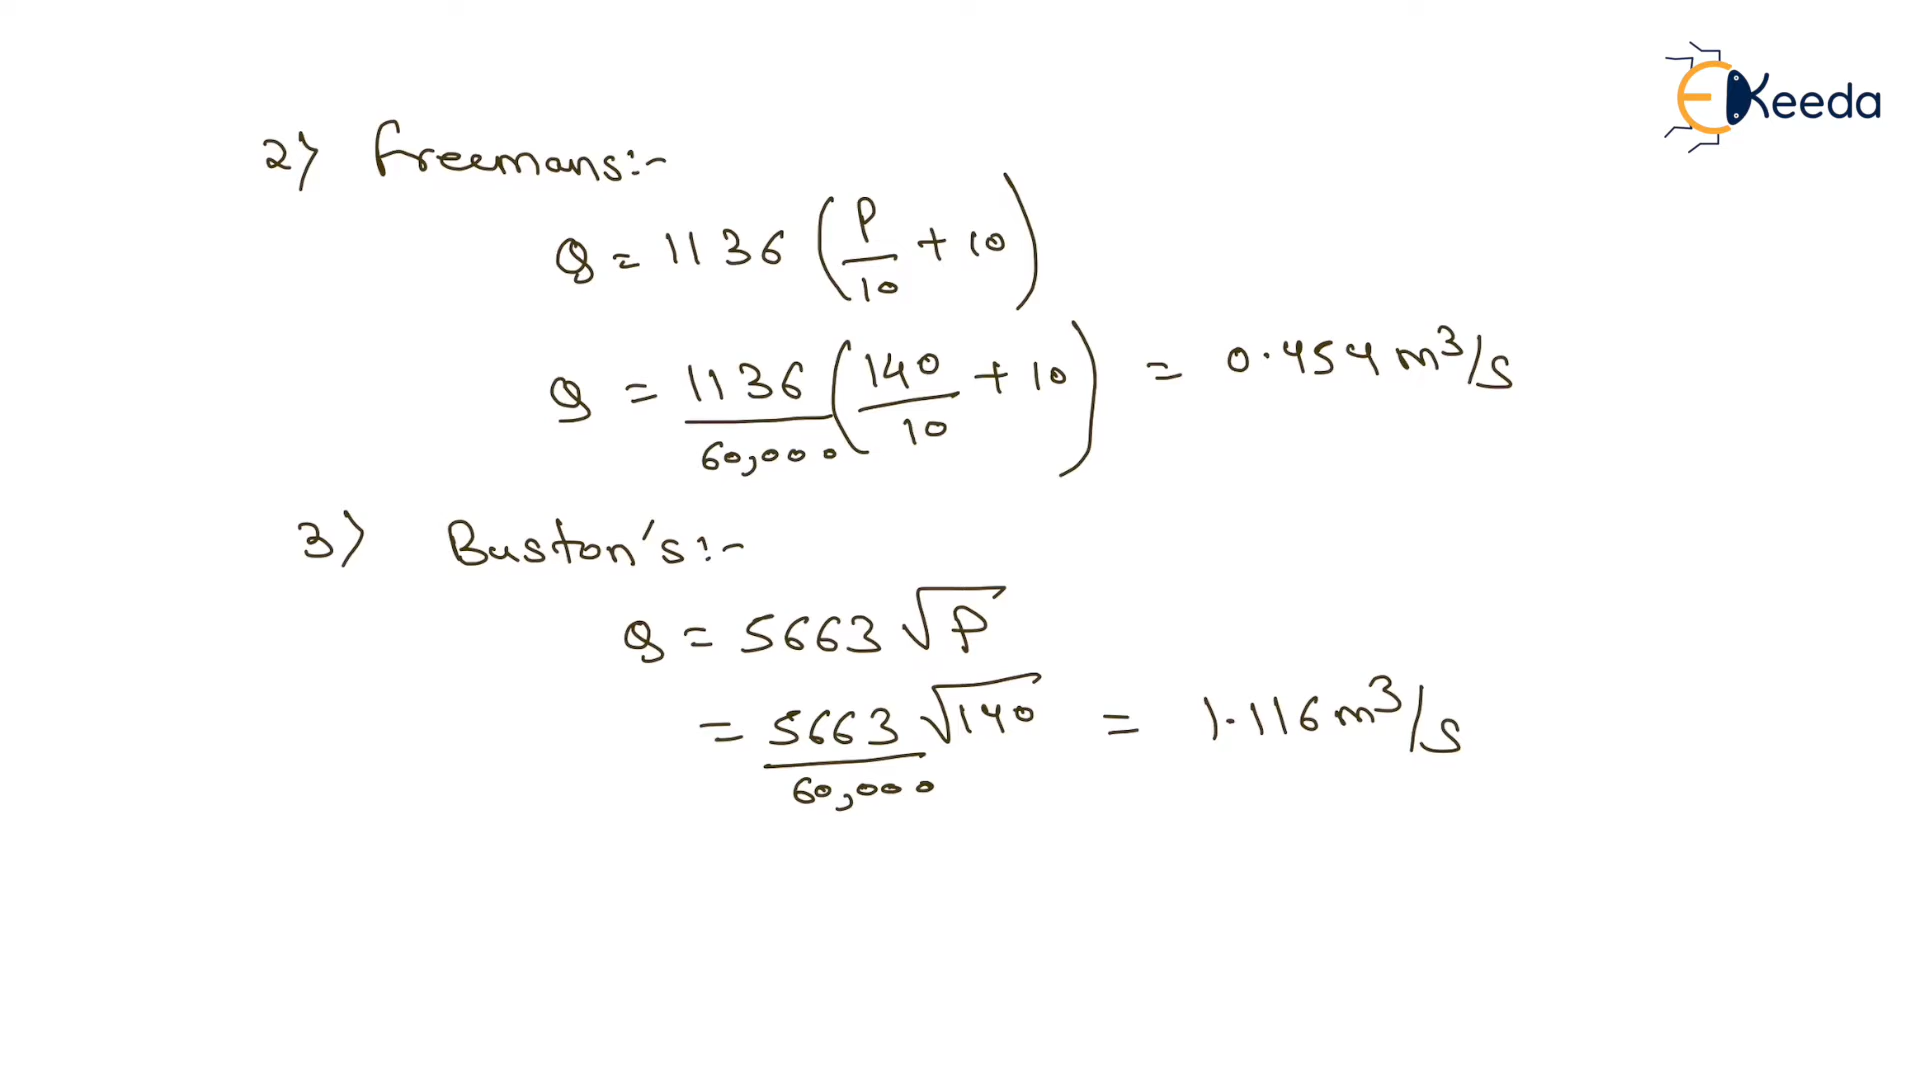 EKeeda
2) Freemans:-
Q = 1136 (P/10 + 10)
Q = 1136/60,000 (140/10 + 10) = 0.454 m³/s
3) Buston's:-
Q = 5663 √P
= 5663/60,000 √140 = 1.116 m³/s